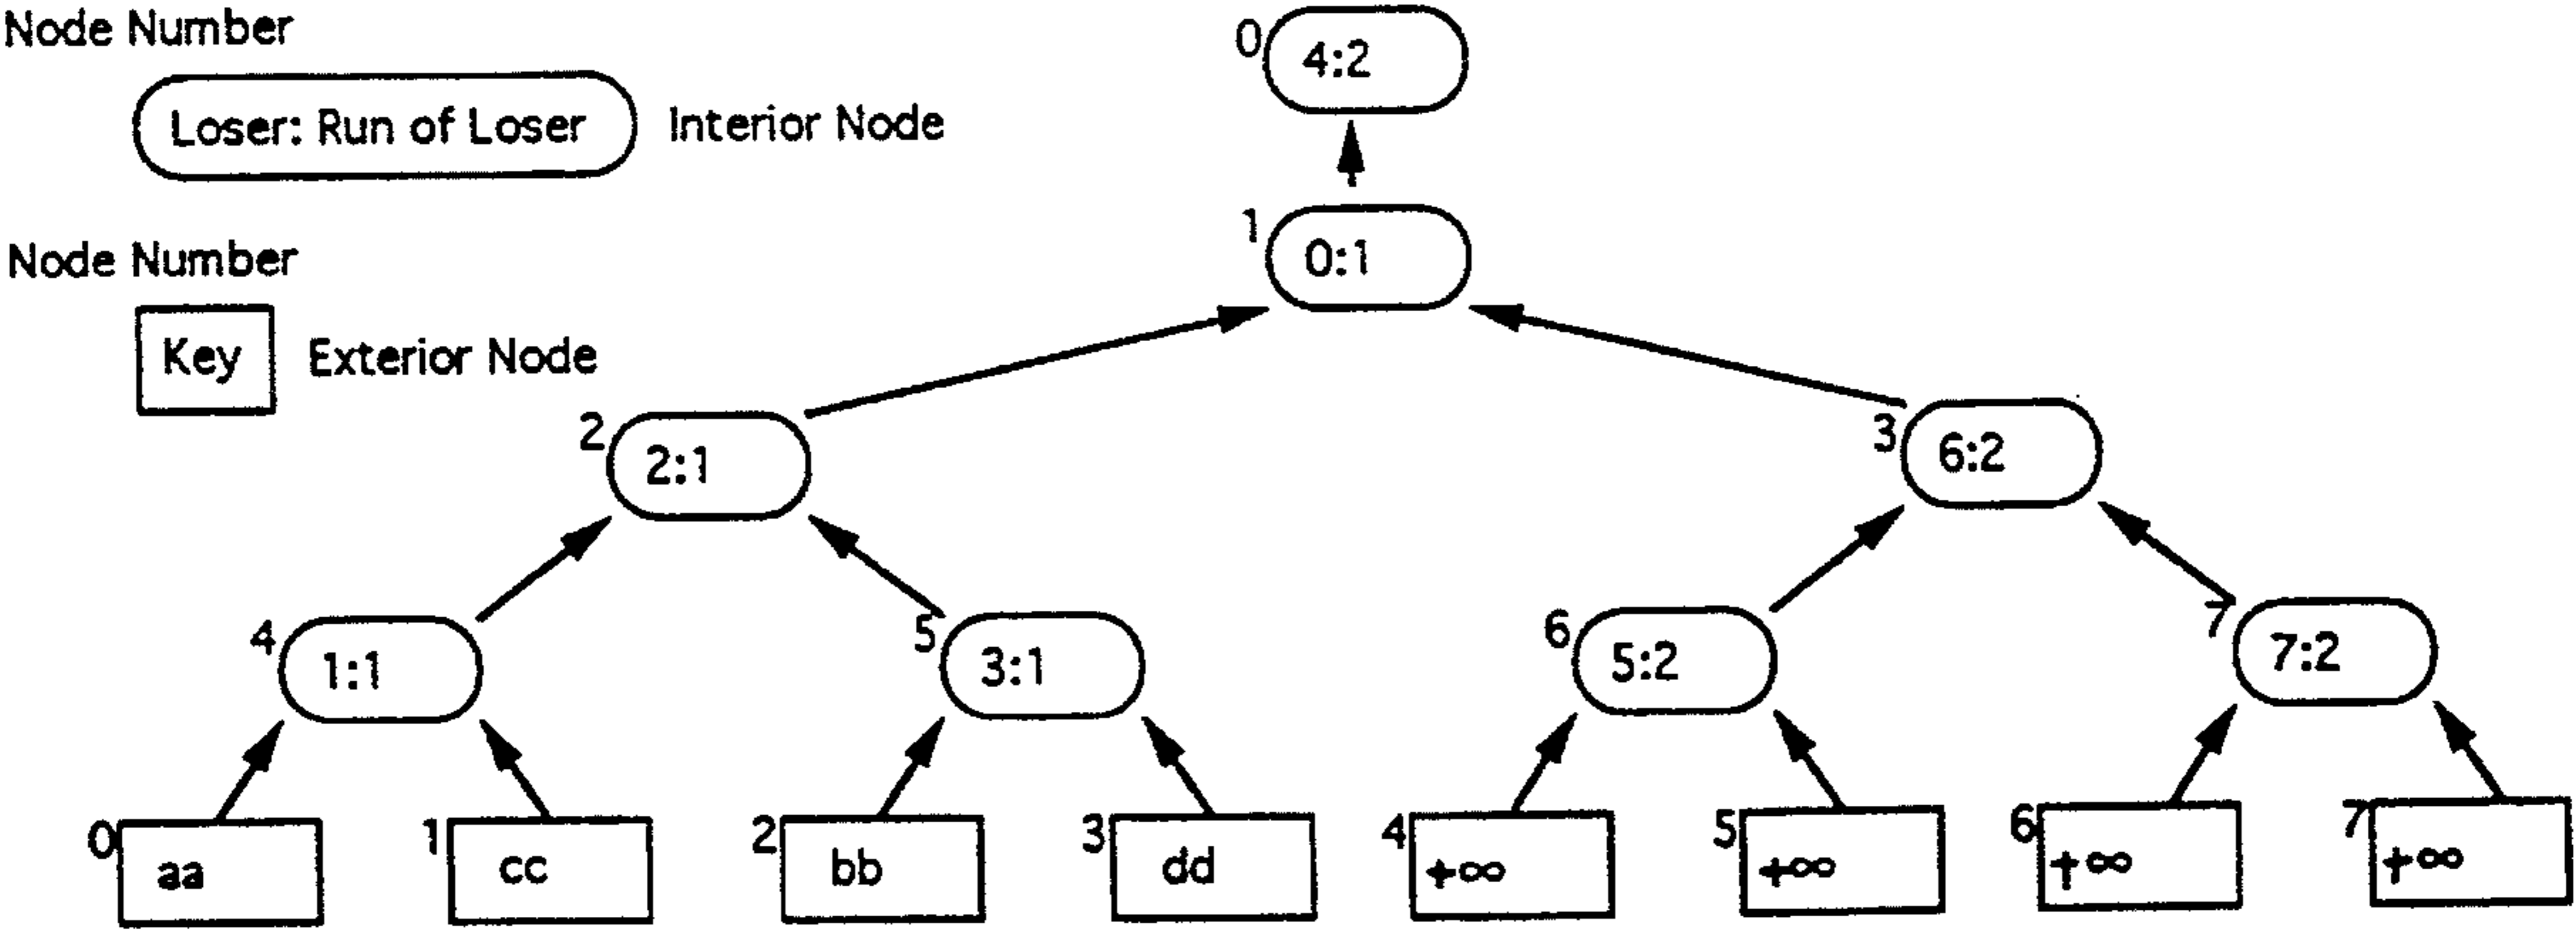 Node Number
Loser: Run of Loser
Interior Node
Node Number
Key
Exterior Node
0
4:2
1
0:1
2
2:1
3
6:2
4
1:1
5
3:1
6
5:2
7
7:2
0
aa
1
cc
2
bb
3
dd
4
+∞
5
+∞
6
+∞
7
+∞